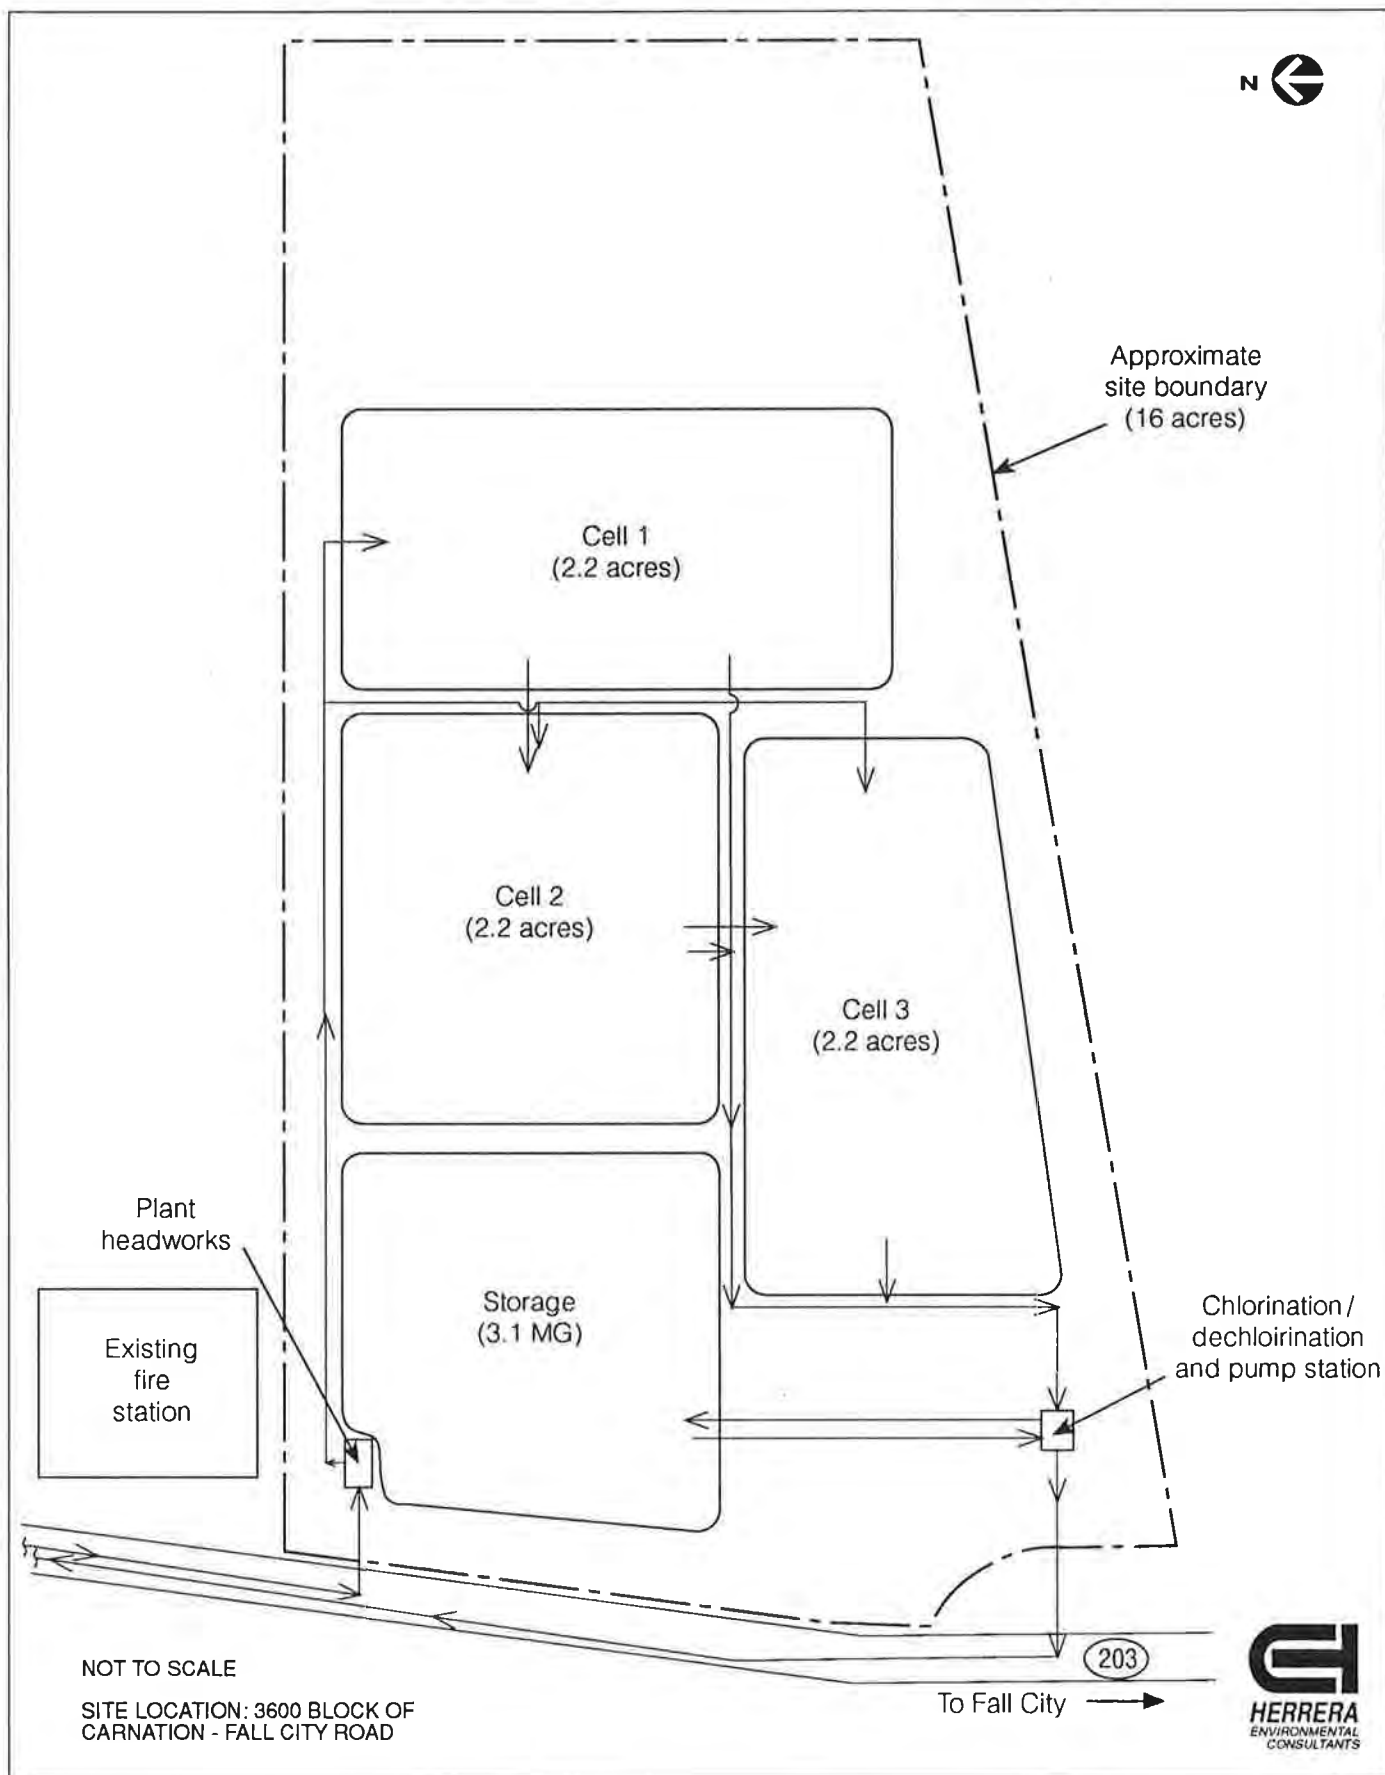 N
Approximate
site boundary
(16 acres)
Cell 1
(2.2 acres)
Cell 2
(2.2 acres)
Cell 3
(2.2 acres)
Plant
headworks
Storage
(3.1 MG)
Existing
fire
station
Chlorination /
dechloirination
and pump station
203
To Fall City
NOT TO SCALE
SITE LOCATION: 3600 BLOCK OF
CARNATION - FALL CITY ROAD
HERRERA
ENVIRONMENTAL
CONSULTANTS